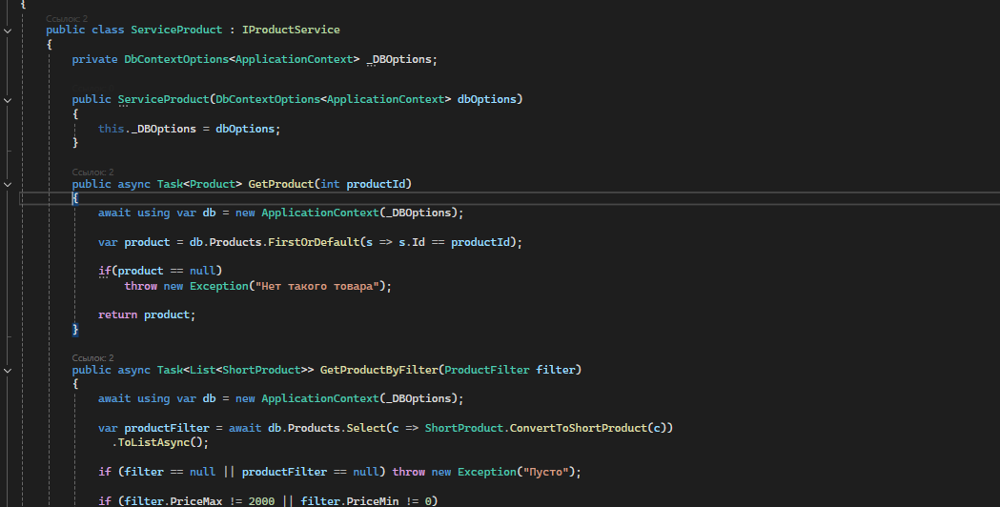 {
Ссылок: 2
public class ServiceProduct : IProductService
{
private DbContextOptions<ApplicationContext> _DBOptions;
public ServiceProduct(DbContextOptions<ApplicationContext> dbOptions)
{
this._DBOptions = dbOptions;
}
Ссылок: 2
public async Task<Product> GetProduct(int productId)
{
await using var db = new ApplicationContext(_DBOptions);
var product = db.Products.FirstOrDefault(s => s.Id == productId);
if(product == null)
throw new Exception("Нет такого товара");
return product;
}
Ссылок: 2
public async Task<List<ShortProduct>> GetProductByFilter(ProductFilter filter)
{
await using var db = new ApplicationContext(_DBOptions);
var productFilter = await db.Products.Select(c => ShortProduct.ConvertToShortProduct(c))
.ToListAsync();
if (filter == null || productFilter == null) throw new Exception("Пусто");
if (filter.PriceMax != 2000 || filter.PriceMin != 0)